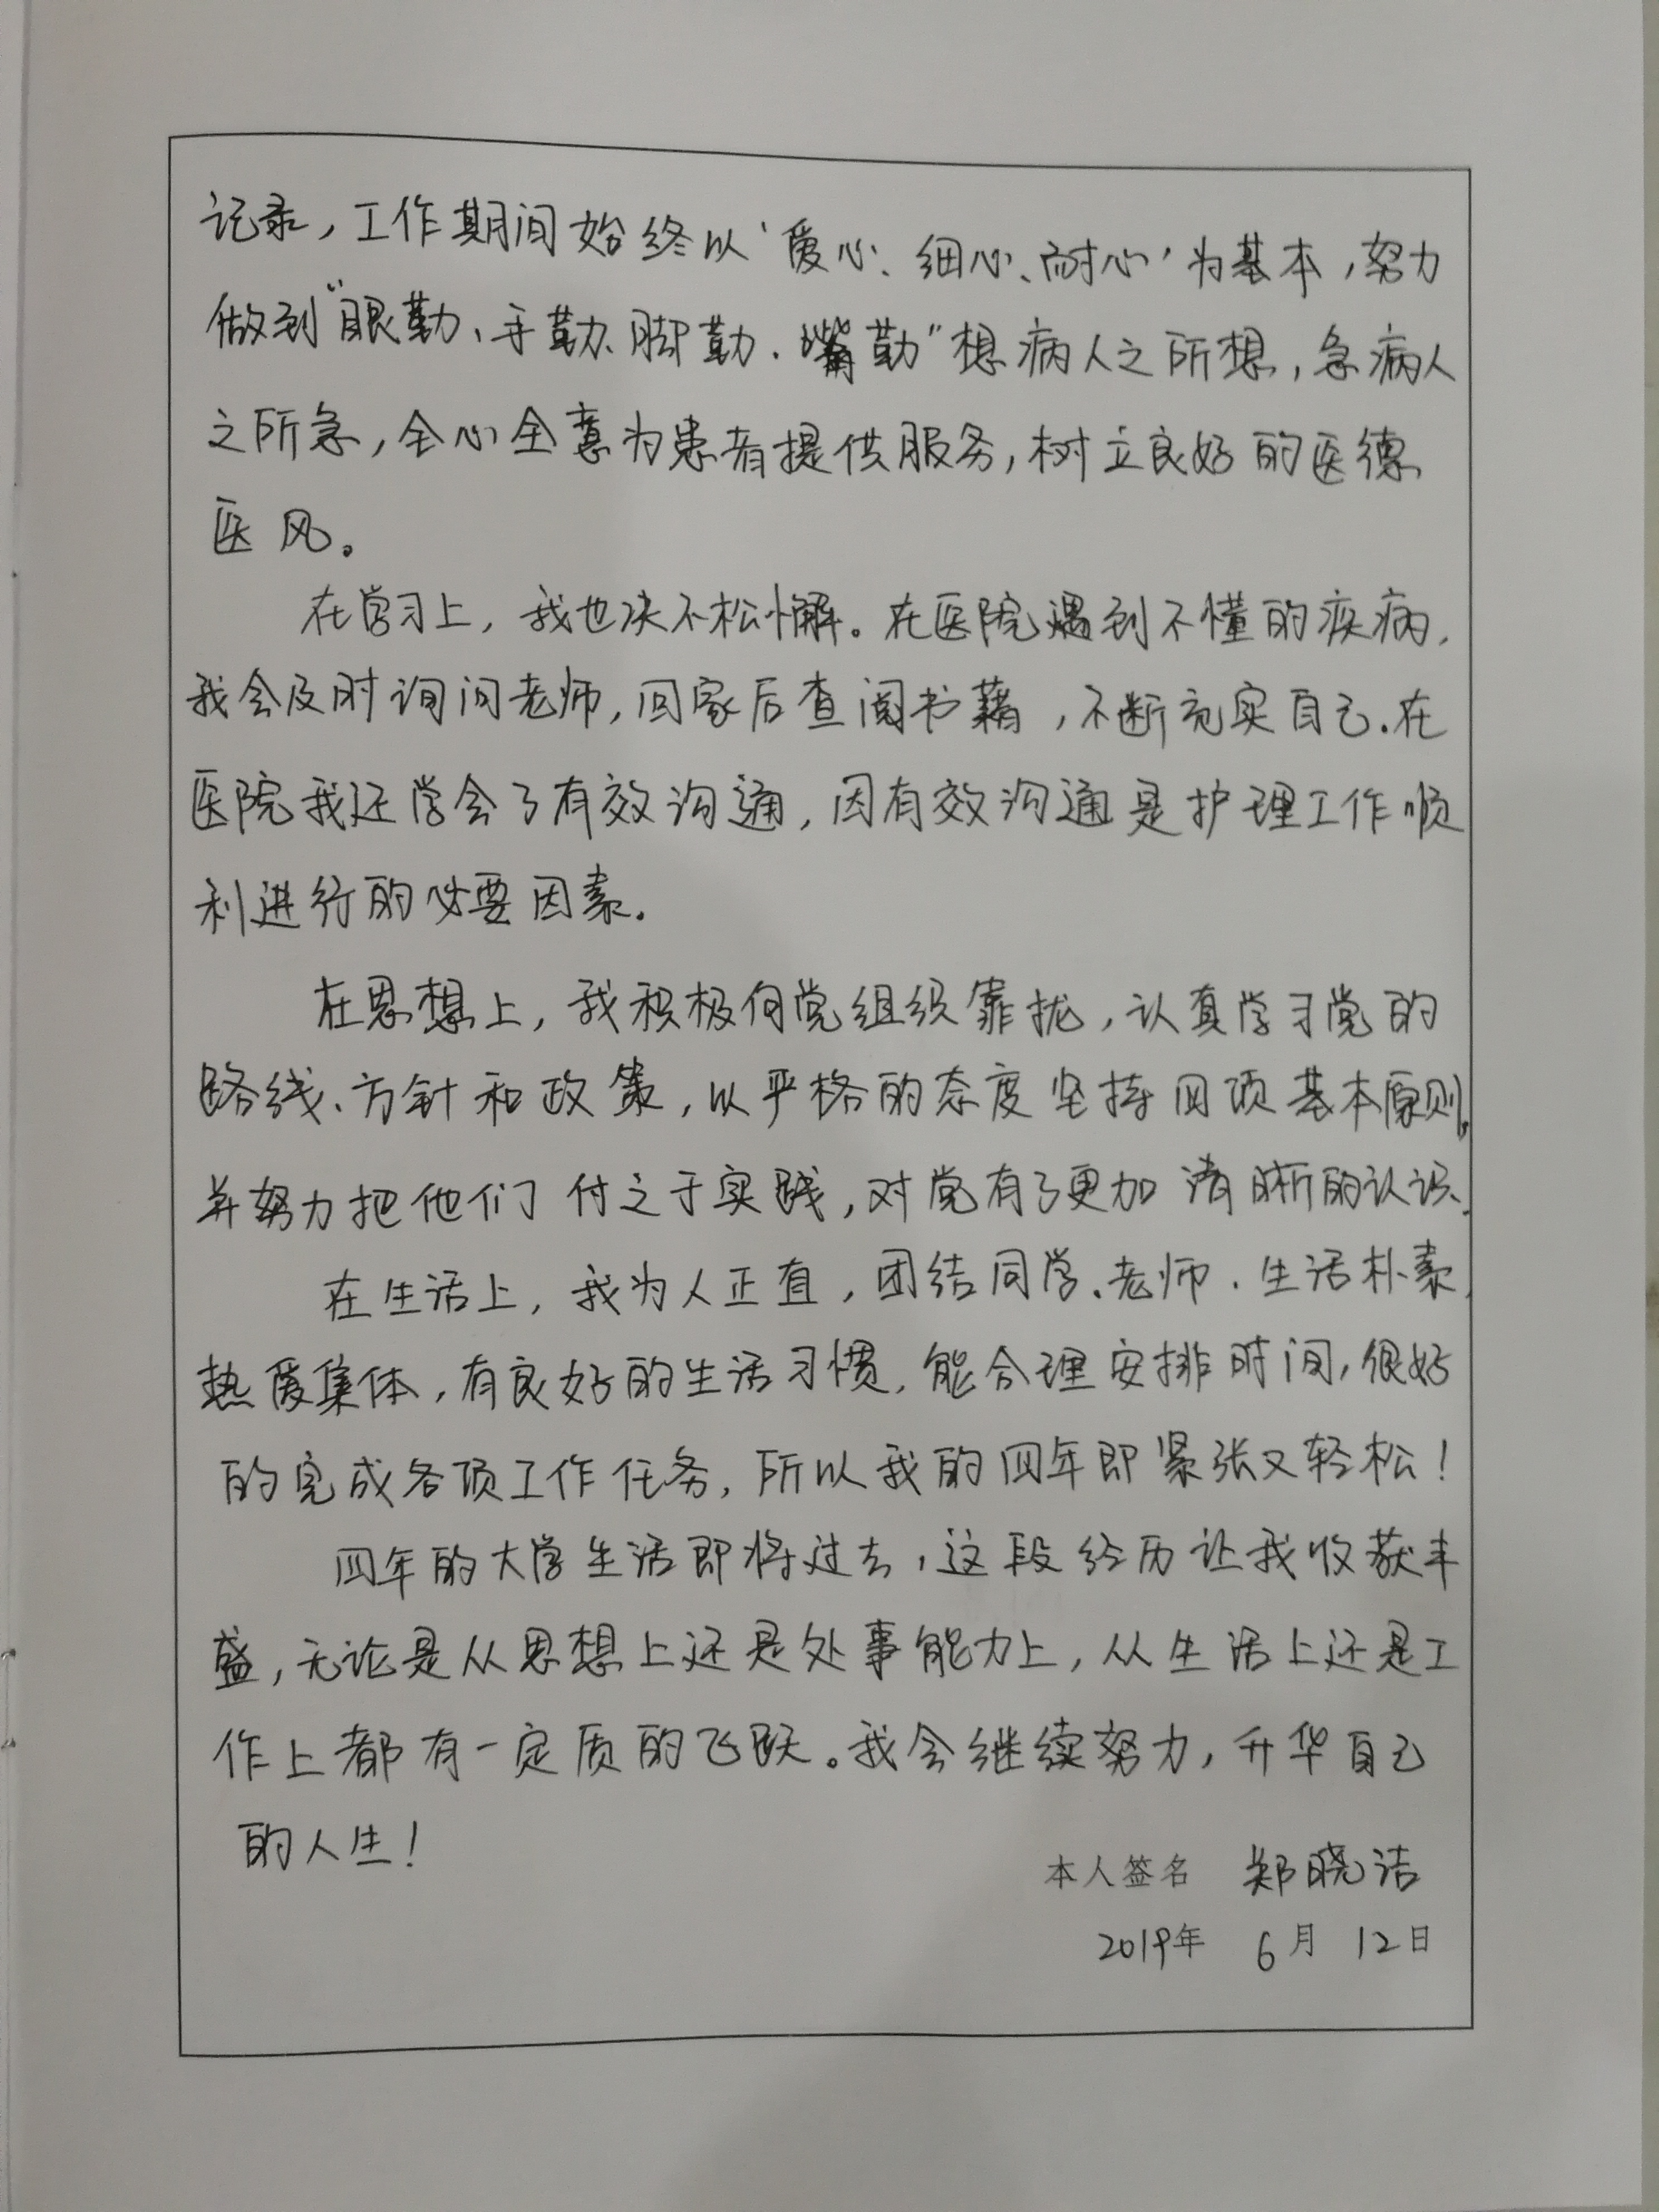 记录，工作期间始终以‘爱心、细心、耐心’为基本，努力
做到“眼勤、手勤、脚勤、嘴勤”想病人之所想，急病人
之所急，全心全意为患者提供服务，树立良好的医德
医风。
在学习上，我也决不松懈。在医院遇到不懂的疾病，
我会及时询问老师，回家后查阅书籍，不断充实自己.在
医院我还学会了有效沟通，因有效沟通是护理工作顺
利进行的必要因素.
在思想上，我积极向党组织靠拢，认真学习党的
路线、方针和政策，以严格的态度坚持四项基本原则，
并努力把他们付之于实践，对党有了更加清晰的认识.
在生活上，我为人正直，团结同学、老师．生活朴素，
热爱集体，有良好的生活习惯，能合理安排时间，很好
的完成各项工作任务，所以我的四年即紧张又轻松！
四年的大学生活即将过去，这段经历让我收获丰
盛，无论是从思想上还是处事能力上，从生活上还是工
作上都有一定质的飞跃。我会继续努力，升华自己
的人生！
本人签名 郑晓洁
2019年 6月 12日